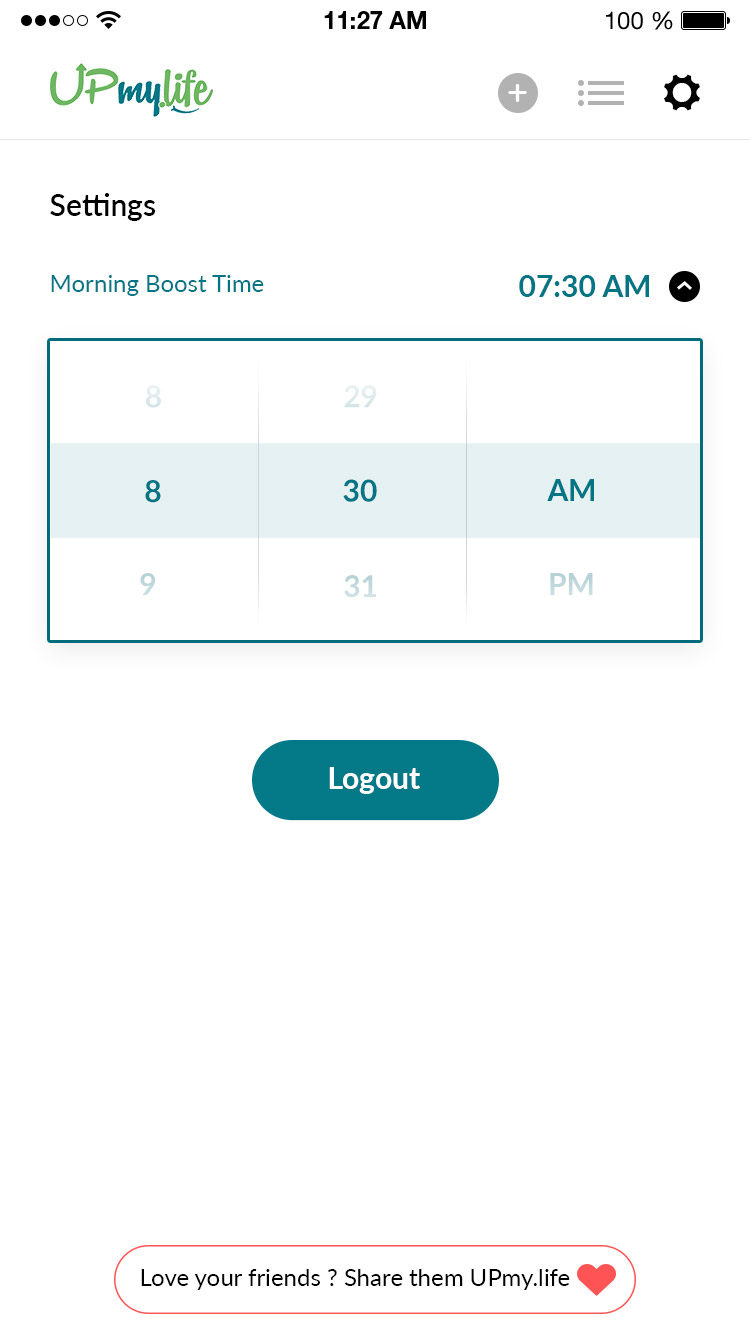 11:27 AM 100 %
UPmy.life
Settings
Morning Boost Time 07:30 AM
8 29
8 30 AM
9 31 PM
Logout
Love your friends ? Share them UPmy.life